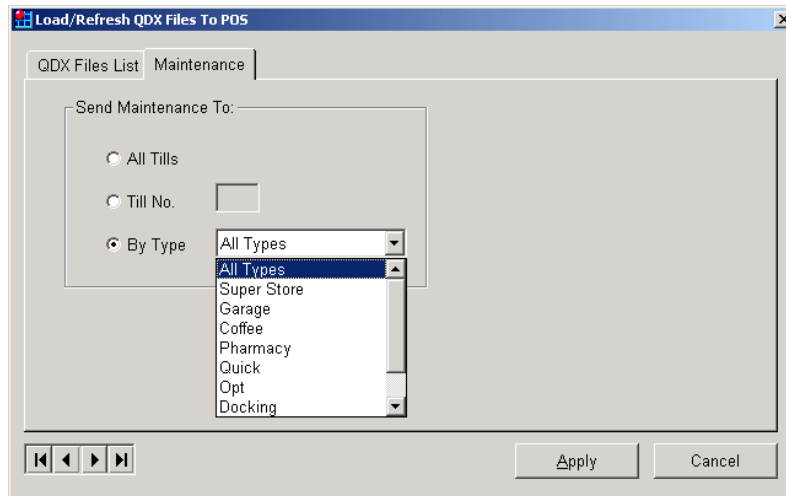 Load/Refresh QDX Files To POS
QDX Files List Maintenance
Send Maintenance To:
All Tills
Till No.
By Type All Types
All Types
Super Store
Garage
Coffee
Pharmacy
Quick
Opt
Docking
Apply Cancel